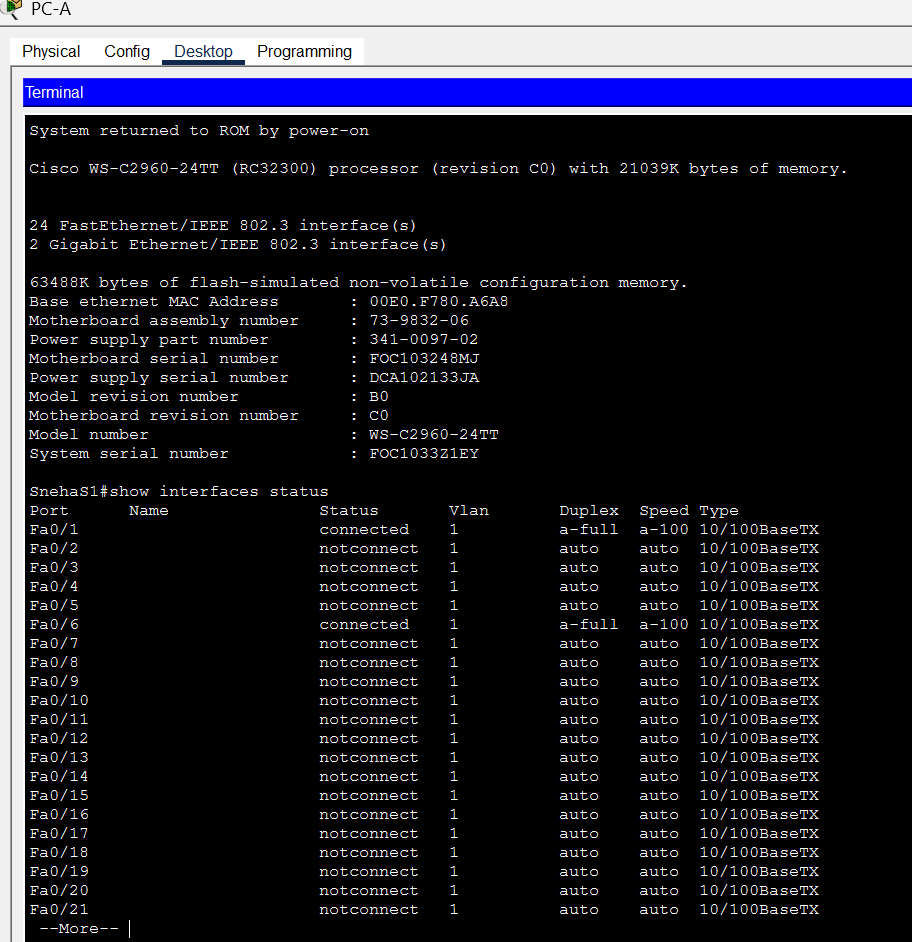 PC-A
Physical Config Desktop Programming
Terminal
System returned to ROM by power-on
Cisco WS-C2960-24TT (RC32300) processor (revision C0) with 21039K bytes of memory.
24 FastEthernet/IEEE 802.3 interface(s)
2 Gigabit Ethernet/IEEE 802.3 interface(s)
63488K bytes of flash-simulated non-volatile configuration memory.
Base ethernet MAC Address : 00E0.F780.A6A8
Motherboard assembly number : 73-9832-06
Power supply part number : 341-0097-02
Motherboard serial number : FOC103248MJ
Power supply serial number : DCA102133JA
Model revision number : B0
Motherboard revision number : C0
Model number : WS-C2960-24TT
System serial number : FOC1033Z1EY
SnehaS1#show interfaces status
Port Name Status Vlan Duplex Speed Type
Fa0/1 connected 1 a-full a-100 10/100BaseTX
Fa0/2 notconnect 1 auto auto 10/100BaseTX
Fa0/3 notconnect 1 auto auto 10/100BaseTX
Fa0/4 notconnect 1 auto auto 10/100BaseTX
Fa0/5 notconnect 1 auto auto 10/100BaseTX
Fa0/6 connected 1 a-full a-100 10/100BaseTX
Fa0/7 notconnect 1 auto auto 10/100BaseTX
Fa0/8 notconnect 1 auto auto 10/100BaseTX
Fa0/9 notconnect 1 auto auto 10/100BaseTX
Fa0/10 notconnect 1 auto auto 10/100BaseTX
Fa0/11 notconnect 1 auto auto 10/100BaseTX
Fa0/12 notconnect 1 auto auto 10/100BaseTX
Fa0/13 notconnect 1 auto auto 10/100BaseTX
Fa0/14 notconnect 1 auto auto 10/100BaseTX
Fa0/15 notconnect 1 auto auto 10/100BaseTX
Fa0/16 notconnect 1 auto auto 10/100BaseTX
Fa0/17 notconnect 1 auto auto 10/100BaseTX
Fa0/18 notconnect 1 auto auto 10/100BaseTX
Fa0/19 notconnect 1 auto auto 10/100BaseTX
Fa0/20 notconnect 1 auto auto 10/100BaseTX
Fa0/21 notconnect 1 auto auto 10/100BaseTX
--More--